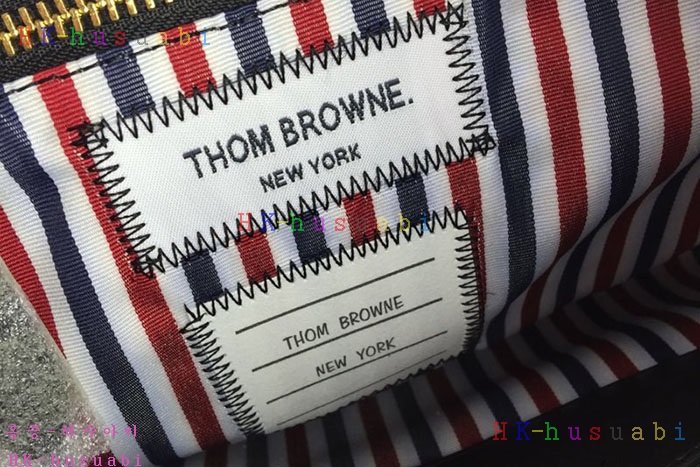 HK-husuabi
THOM BROWNE.
NEW YORK
HK-husuabi
THOM BROWNE
NEW YORK
HK-husuabi
hk-husuabi